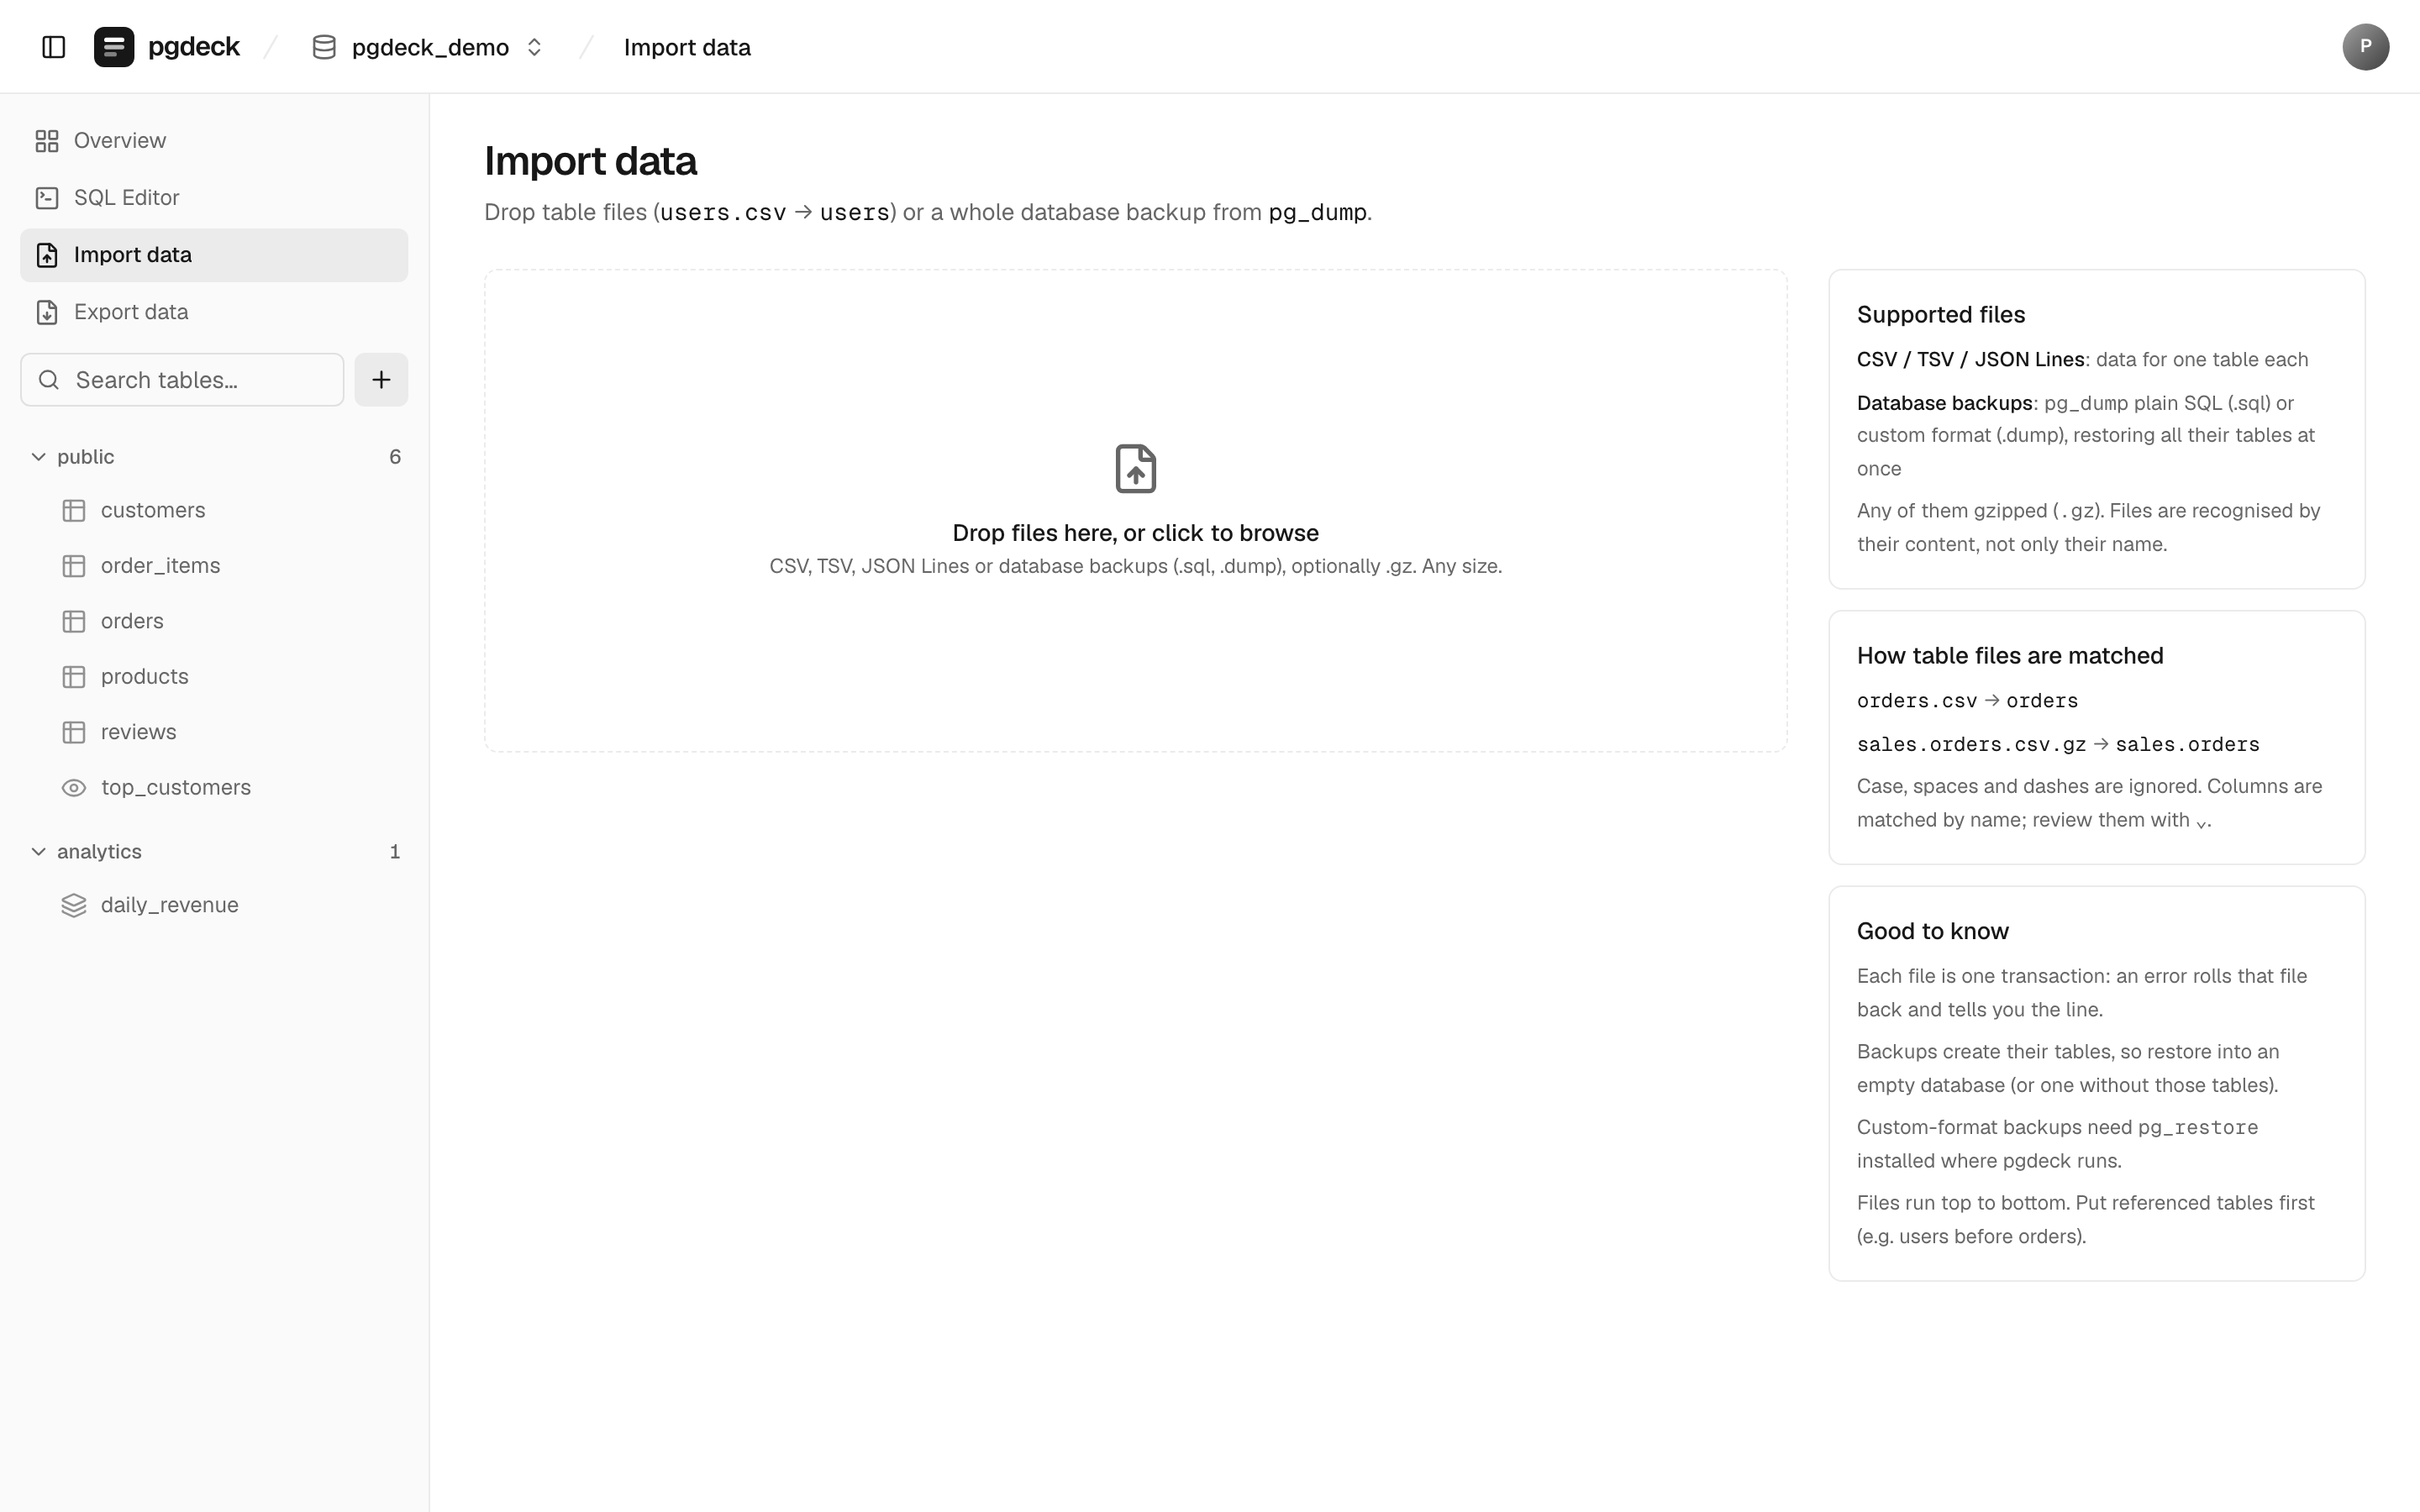 pgdeck
pgdeck_demo
Import data
P
Overview
SQL Editor
Import data
Export data
Search tables...
public 6
customers
order_items
orders
products
reviews
top_customers
analytics 1
daily_revenue
Import data
Drop table files (users.csv → users) or a whole database backup from pg_dump.
Drop files here, or click to browse
CSV, TSV, JSON Lines or database backups (.sql, .dump), optionally .gz. Any size.
Supported files
CSV / TSV / JSON Lines: data for one table each
Database backups: pg_dump plain SQL (.sql) or
custom format (.dump), restoring all their tables at
once
Any of them gzipped (.gz). Files are recognised by
their content, not only their name.
How table files are matched
orders.csv → orders
sales.orders.csv.gz → sales.orders
Case, spaces and dashes are ignored. Columns are
matched by name; review them with ⌄.
Good to know
Each file is one transaction: an error rolls that file
back and tells you the line.
Backups create their tables, so restore into an
empty database (or one without those tables).
Custom-format backups need pg_restore
installed where pgdeck runs.
Files run top to bottom. Put referenced tables first
(e.g. users before orders).